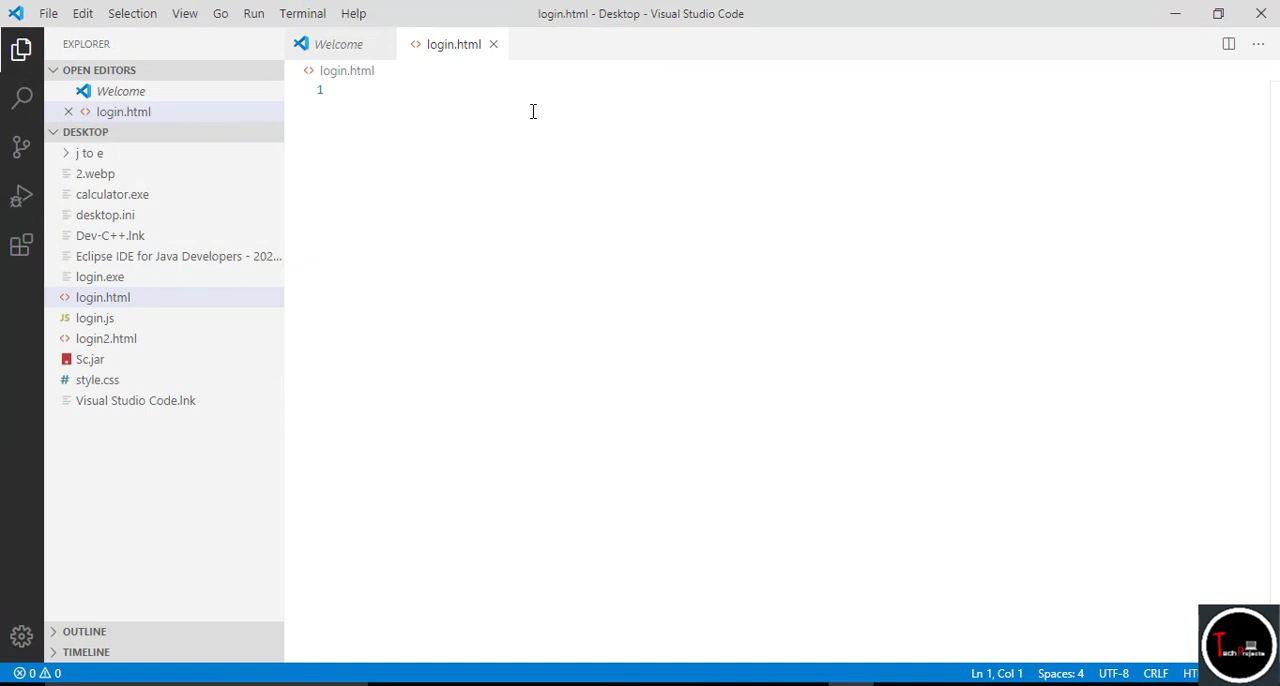 File Edit Selection View Go Run Terminal Help
login.html - Desktop - Visual Studio Code
EXPLORER
Welcome
login.html
OPEN EDITORS
Welcome
login.html
DESKTOP
j to e
2.webp
calculator.exe
desktop.ini
Dev-C++.lnk
Eclipse IDE for Java Developers - 202...
login.exe
login.html
login.js
login2.html
Sc.jar
style.css
Visual Studio Code.lnk
OUTLINE
TIMELINE
login.html
1
0 0
Ln 1, Col 1 Spaces: 4 UTF-8 CRLF HT
Tech Projects